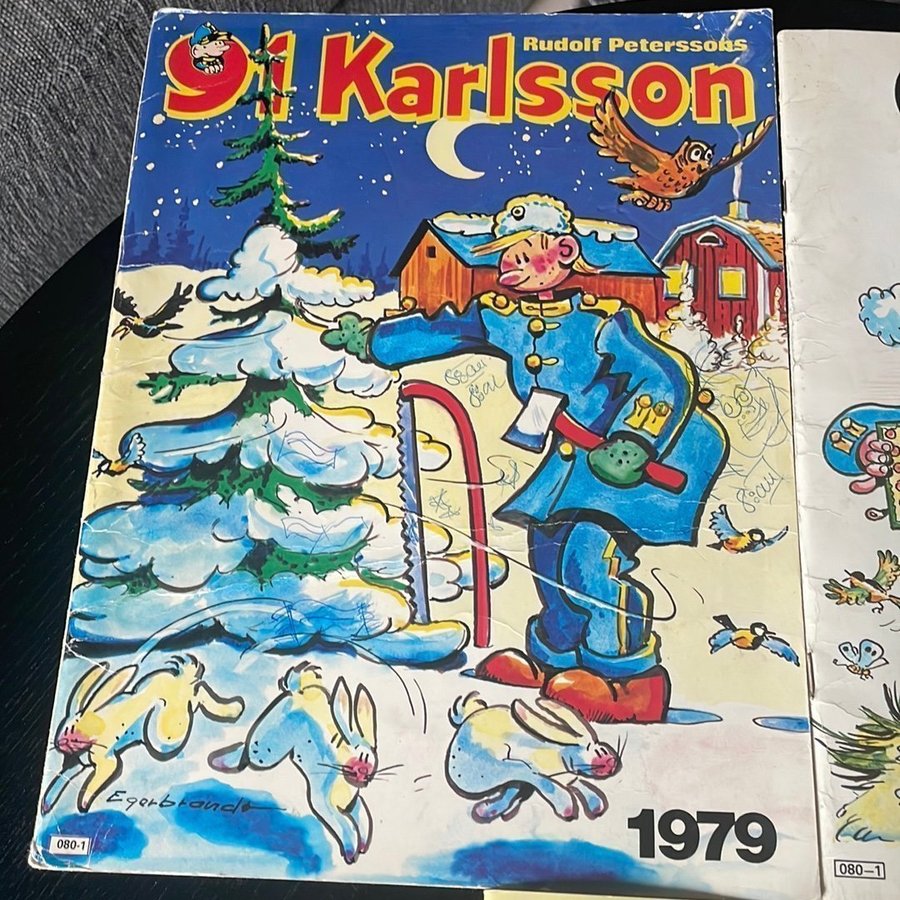 Rudolf Peterssons
91 Karlsson
Egerbrandt
1979
080-1
080-1